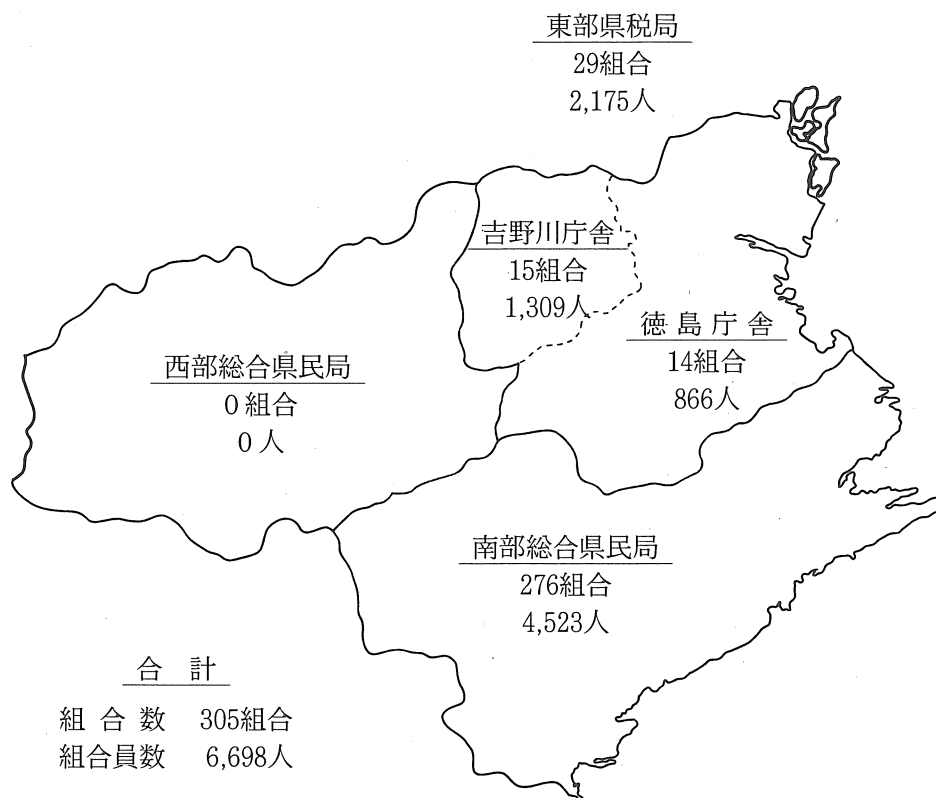 東部県税局
29組合
2,175人
吉野川庁舎
15組合
1,309人
徳島庁舎
14組合
866人
西部総合県民局
0組合
0人
南部総合県民局
276組合
4,523人
合計
組合数 305組合
組合員数 6,698人